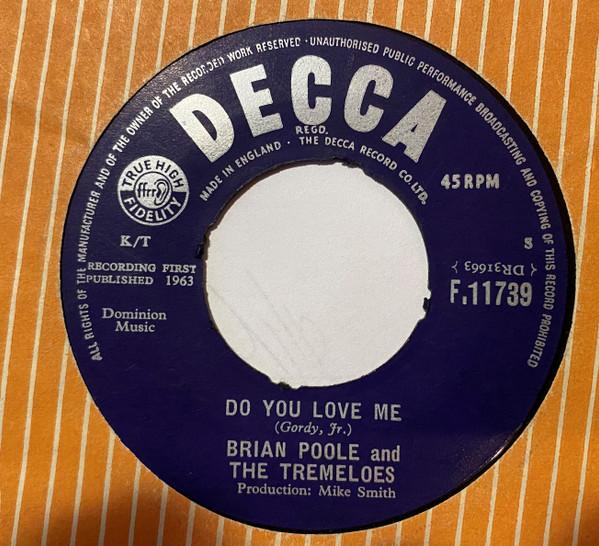 ALL RIGHTS OF THE MANUFACTURER AND OF THE OWNER OF THE RECORDED WORK RESERVED · UNAUTHORISED PUBLIC PERFORMANCE BROADCASTING AND COPYING OF THIS RECORD PROHIBITED
DECCA
REGD.
MADE IN ENGLAND · THE DECCA RECORD CO. LTD.
TRUE HIGH
ffrr
FIDELITY
45 RPM
K/T
S
RECORDING FIRST
PUBLISHED 1963
{ DR31663 }
F.11739
Dominion
Music
DO YOU LOVE ME
(Gordy, Jr.)
BRIAN POOLE and
THE TREMELOES
Production: Mike Smith